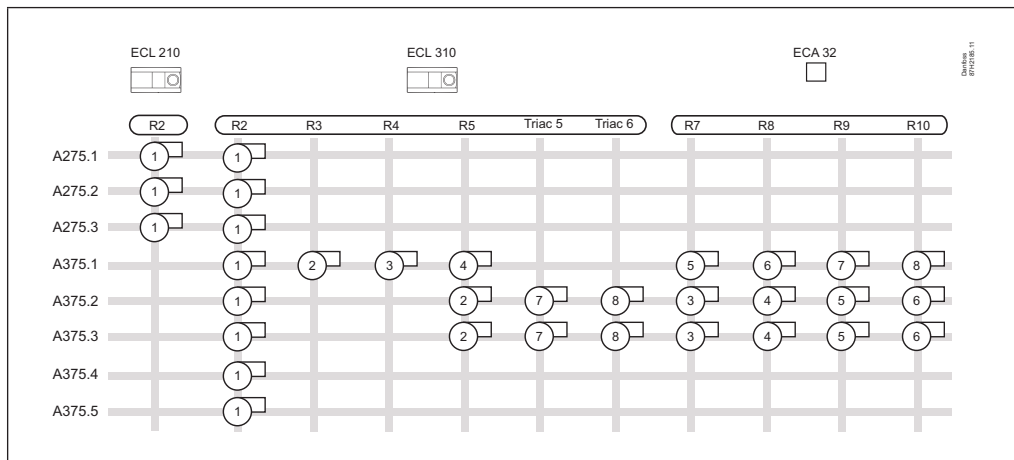 ECL 210 ECL 310 ECA 32
Danfoss
87H2185.11
R2 R2 R3 R4 R5 Triac 5 Triac 6 R7 R8 R9 R10
A275.1 1 1
A275.2 1 1
A275.3 1 1
A375.1 1 2 3 4 5 6 7 8
A375.2 1 2 7 8 3 4 5 6
A375.3 1 2 7 8 3 4 5 6
A375.4 1
A375.5 1